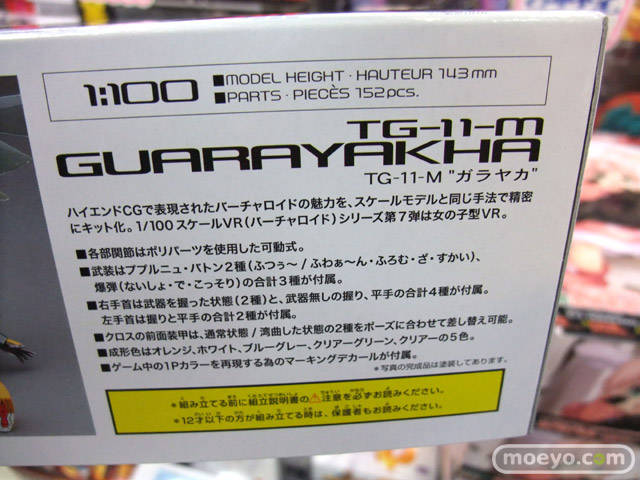 1:100
■MODEL HEIGHT・HAUTEUR 143mm
■PARTS・PIECÈS 152pcs.
TG-11-M
GUARAYAKHA
TG-11-M "ガラヤカ"
ハイエンドCGで表現されたバーチャロイドの魅力を、スケールモデルと同じ手法で精密
にキット化。1/100スケールVR(バーチャロイド)シリーズ第7弾は女の子型VR。
■各部関節はポリパーツを使用した可動式。
■武装はププルニュ・バトン2種(ふつぅ〜/ふわぁ〜ん・ふろむ・ざ・すかい)、
爆弾(ないしょ・で・こっそり)の合計3種が付属。
■右手首は武器を握った状態(2種)と、武器無しの握り、平手の合計4種が付属。
左手首は握りと平手の合計2種が付属。
■クロスの前面装甲は、通常状態/湾曲した状態の2種をポーズに合わせて差し替え可能。
■成形色はオレンジ、ホワイト、ブルーグレー、クリアーグリーン、クリアーの5色。
■ゲーム中の1Pカラーを再現する為のマーキングデカールが付属。
*写真の完成品は塗装してあります。
*組み立てる前に組立説明書の⚠注意を必ずお読みください。
*12才以下の方が組み立てる時は、保護者もお読みください。
moeyo.com